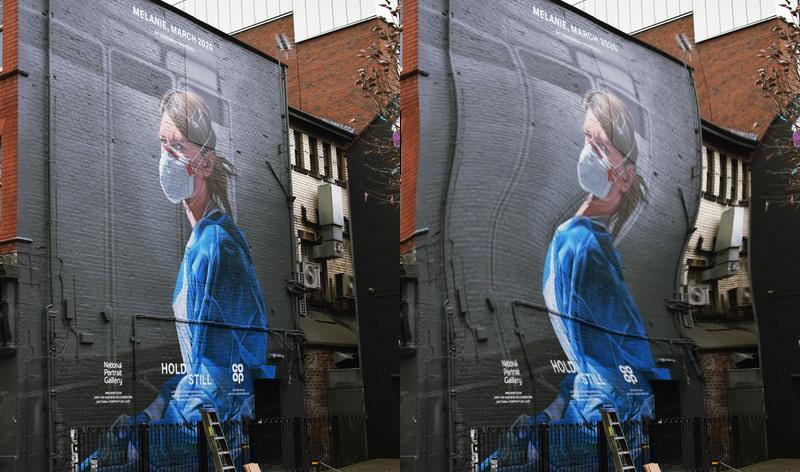 MELANIE, MARCH 2020
National
Portrait
Gallery
HOLD
STILL
CO
OP
MELANIE, MARCH 2020
National
Portrait
Gallery
HOLD
STILL
CO
OP